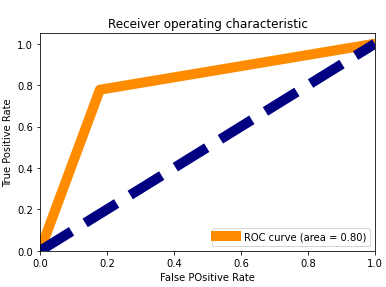 Receiver operating characteristic
1.0
0.8
0.6
0.4
0.2
0.0
True Positive Rate
ROC curve (area = 0.80)
0.0 0.2 0.4 0.6 0.8 1.0
False POsitive Rate